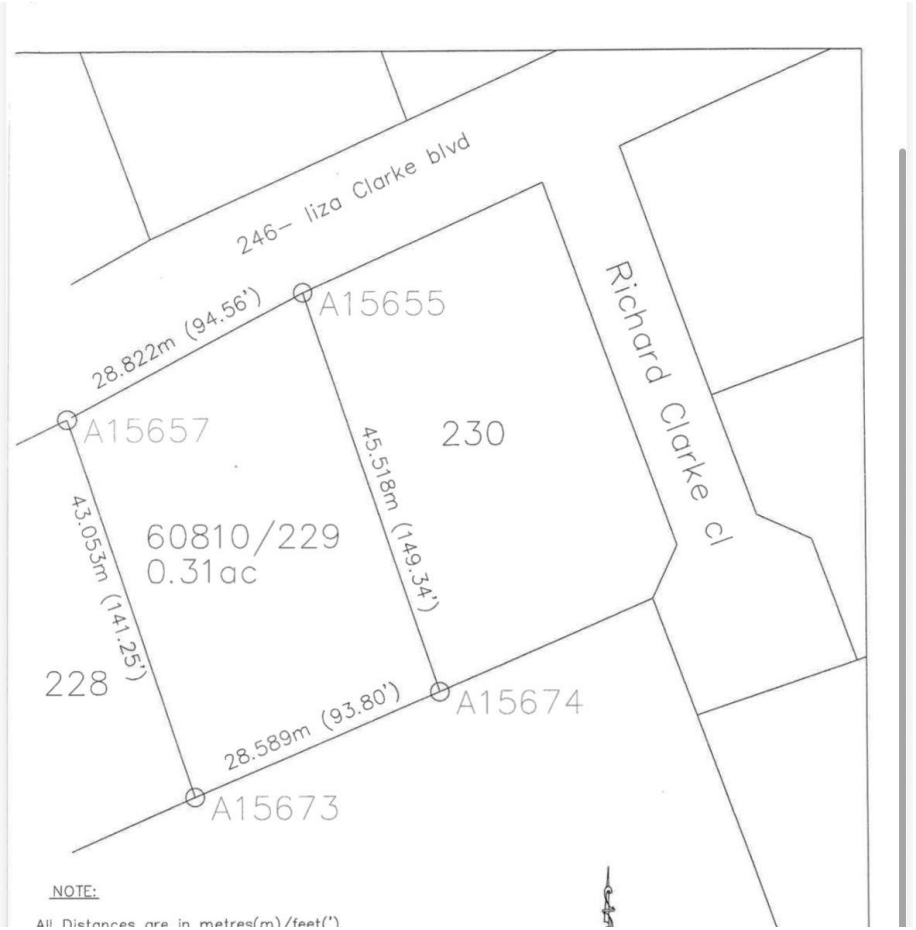 246- liza Clarke blvd
Richard Clarke cl
28.822m (94.56')
A15655
A15657
230
45.518m (149.34')
43.053m (141.25')
60810/229
0.31ac
228
28.589m (93.80')
A15674
A15673
NOTE:
All Distances are in metres(m)/feet(')